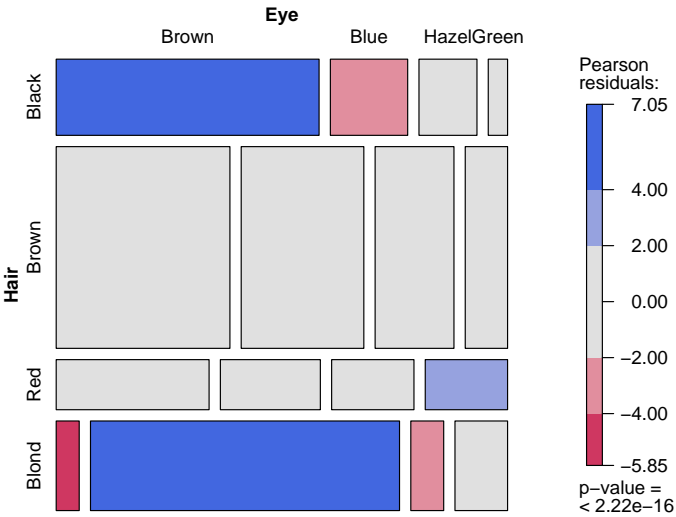 Eye
Brown Blue HazelGreen
Hair
Black
Brown
Red
Blond
Pearson
residuals:
7.05
4.00
2.00
0.00
−2.00
−4.00
−5.85
p−value =
< 2.22e−16